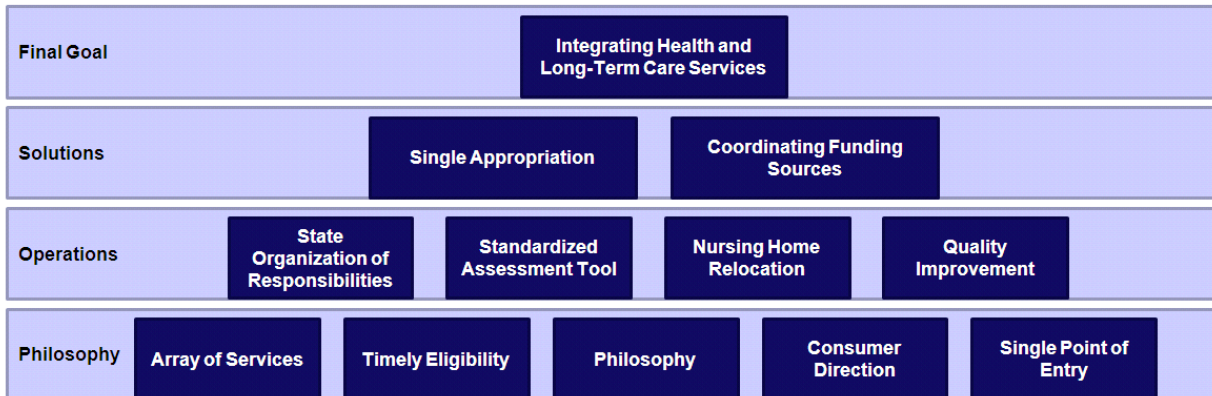 Final Goal
Integrating Health and
Long-Term Care Services
Solutions
Single Appropriation
Coordinating Funding
Sources
Operations
State
Organization of
Responsibilities
Standardized
Assessment Tool
Nursing Home
Relocation
Quality
Improvement
Philosophy
Array of Services
Timely Eligibility
Philosophy
Consumer
Direction
Single Point of
Entry